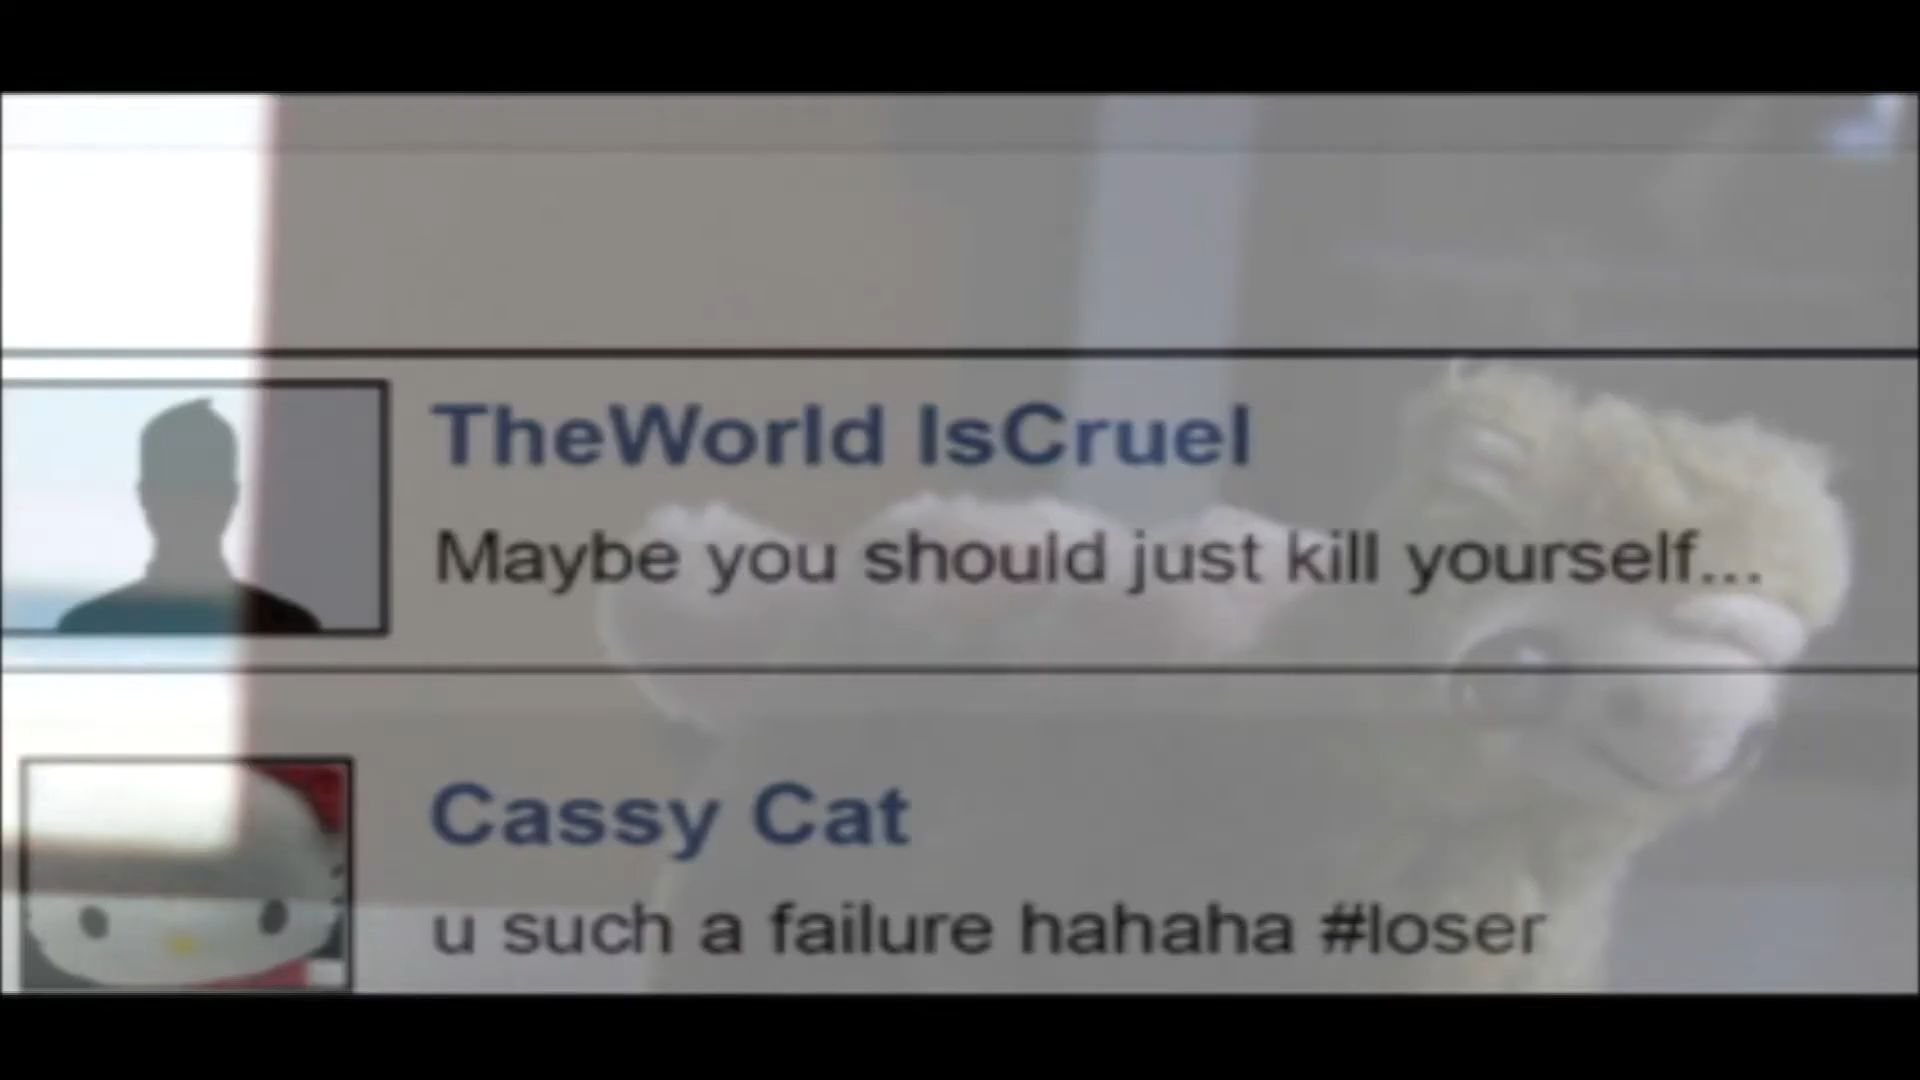 TheWorld IsCruel
Maybe you should just kill yourself...
Cassy Cat
u such a failure hahaha #loser